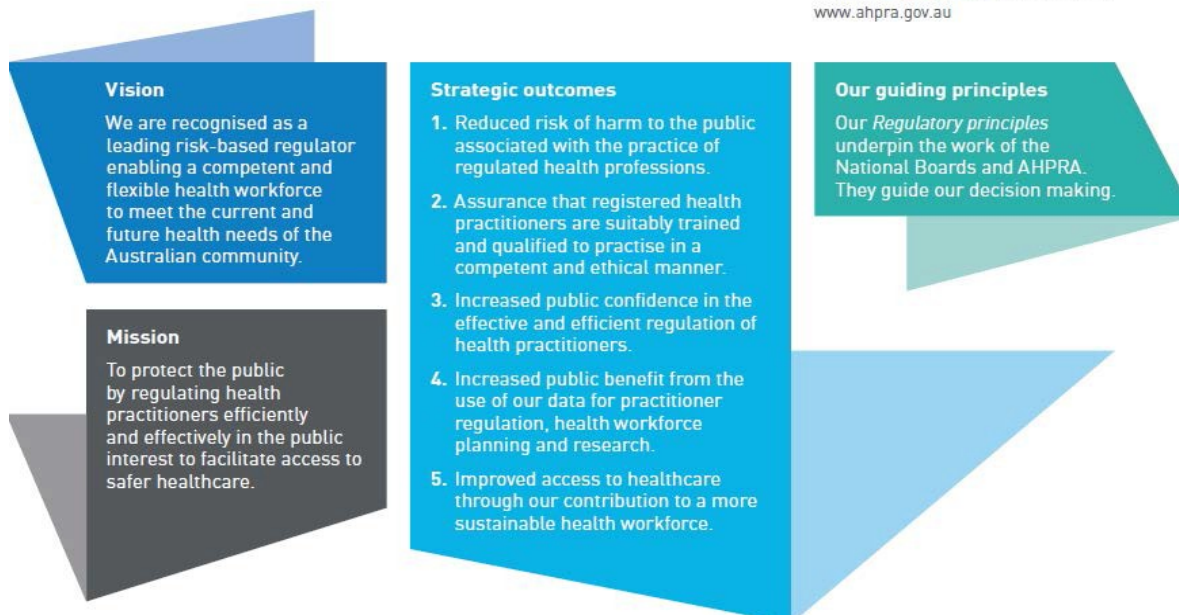 www.ahpra.gov.au
Vision
We are recognised as a
leading risk-based regulator
enabling a competent and
flexible health workforce
to meet the current and
future health needs of the
Australian community.
Mission
To protect the public
by regulating health
practitioners efficiently
and effectively in the public
interest to facilitate access to
safer healthcare.
Strategic outcomes
1. Reduced risk of harm to the public
associated with the practice of
regulated health professions.
2. Assurance that registered health
practitioners are suitably trained
and qualified to practise in a
competent and ethical manner.
3. Increased public confidence in the
effective and efficient regulation of
health practitioners.
4. Increased public benefit from the
use of our data for practitioner
regulation, health workforce
planning and research.
5. Improved access to healthcare
through our contribution to a more
sustainable health workforce.
Our guiding principles
Our Regulatory principles
underpin the work of the
National Boards and AHPRA.
They guide our decision making.